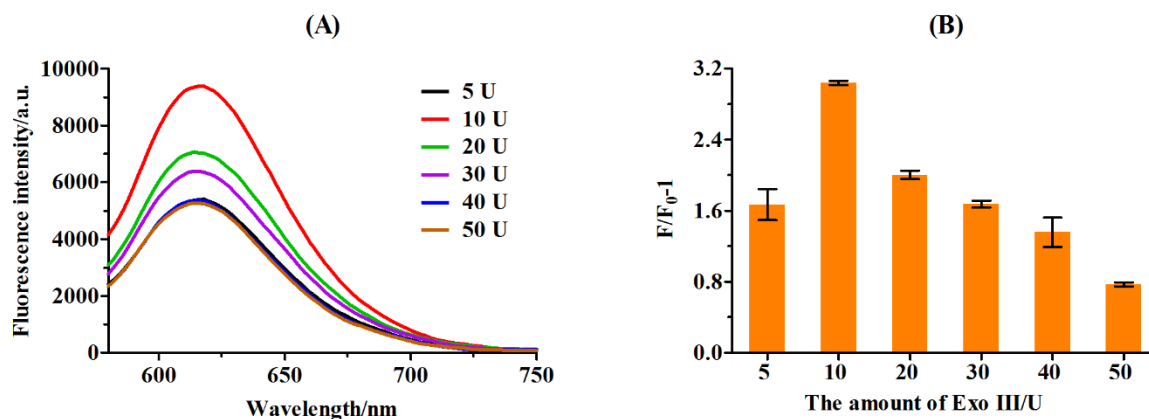 (A)
Fluorescence intensity/a.u.
10000
8000
6000
4000
2000
0
600
650
700
750
Wavelength/nm
5 U
10 U
20 U
30 U
40 U
50 U
(B)
F/F₀-1
3.2
2.4
1.6
0.8
0.0
5
10
20
30
40
50
The amount of Exo III/U